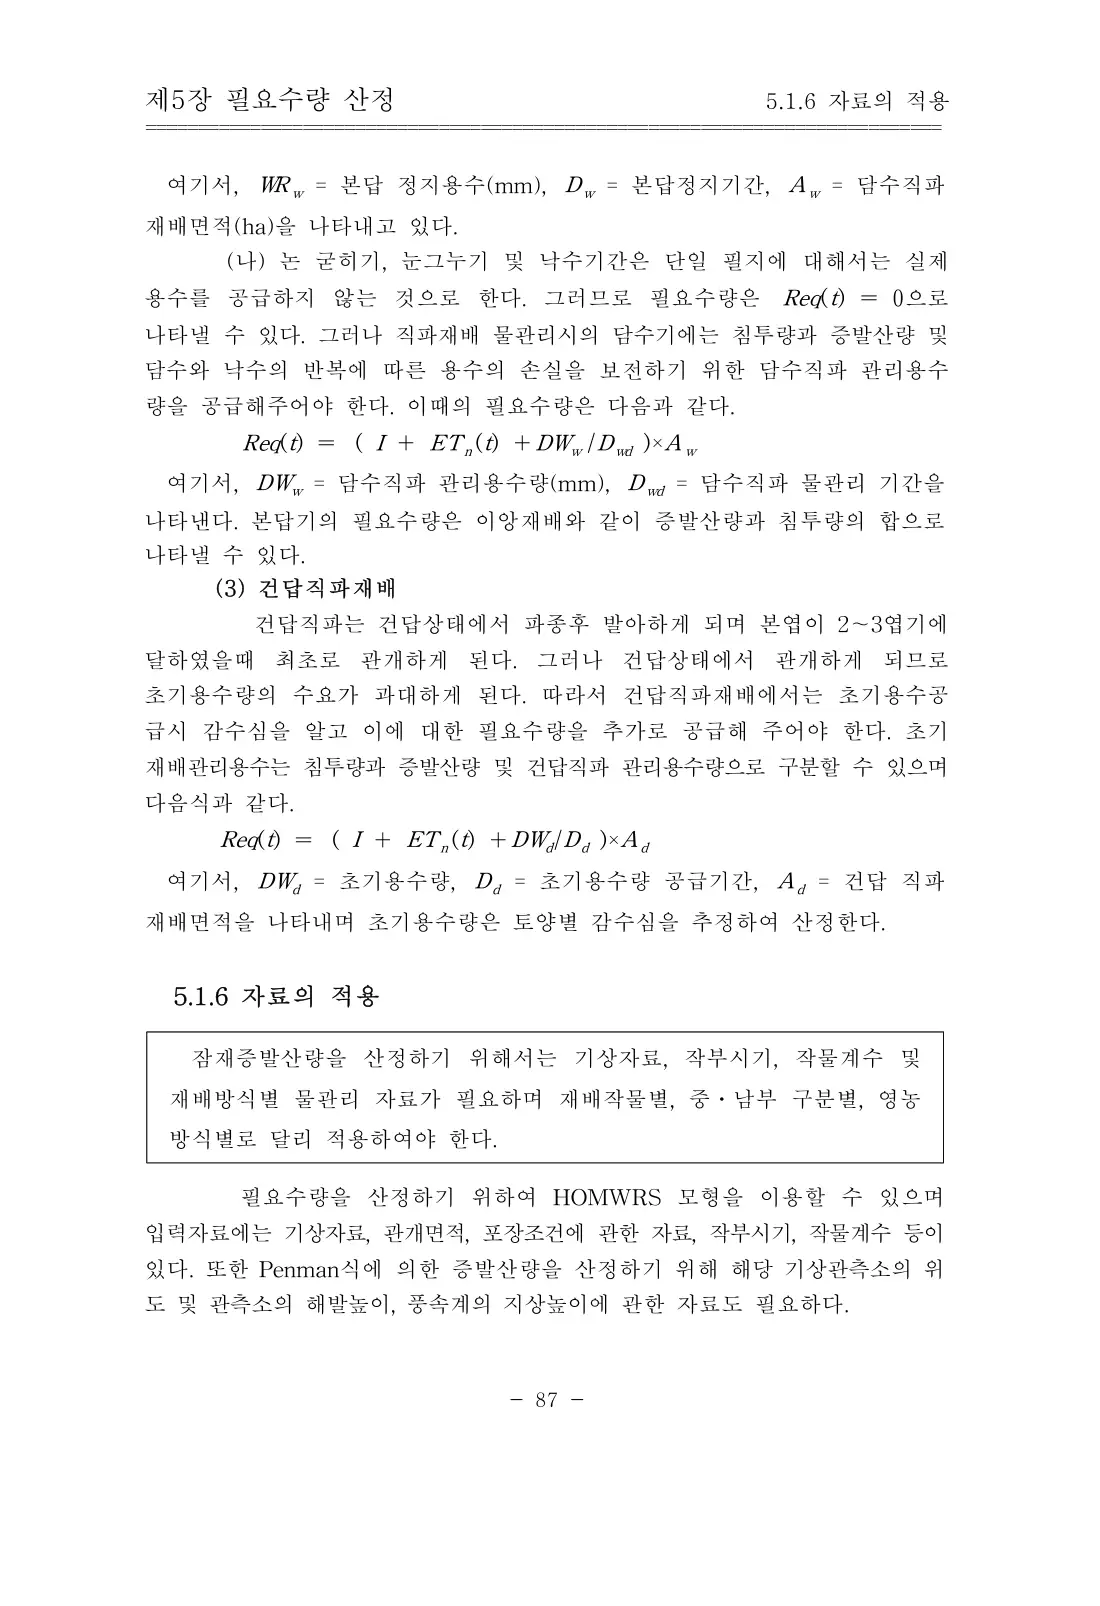 제5장 필요수량 산정 5.1.6 자료의 적용
여기서, WR_w = 본답 정지용수(mm), D_w = 본답정지기간, A_w = 담수직파
재배면적(ha)을 나타내고 있다.
(나) 논 굳히기, 눈그누기 및 낙수기간은 단일 필지에 대해서는 실제
용수를 공급하지 않는 것으로 한다. 그러므로 필요수량은 Req(t) = 0으로
나타낼 수 있다. 그러나 직파재배 물관리시의 담수기에는 침투량과 증발산량 및
담수와 낙수의 반복에 따른 용수의 손실을 보전하기 위한 담수직파 관리용수
량을 공급해주어야 한다. 이때의 필요수량은 다음과 같다.
Req(t) = ( I + ET_n(t) + DW_w/D_wd )×A_w
여기서, DW_w = 담수직파 관리용수량(mm), D_wd = 담수직파 물관리 기간을
나타낸다. 본답기의 필요수량은 이앙재배와 같이 증발산량과 침투량의 합으로
나타낼 수 있다.
(3) 건답직파재배
건답직파는 건답상태에서 파종후 발아하게 되며 본엽이 2~3엽기에
달하였을때 최초로 관개하게 된다. 그러나 건답상태에서 관개하게 되므로
초기용수량의 수요가 과대하게 된다. 따라서 건답직파재배에서는 초기용수공
급시 감수심을 알고 이에 대한 필요수량을 추가로 공급해 주어야 한다. 초기
재배관리용수는 침투량과 증발산량 및 건답직파 관리용수량으로 구분할 수 있으며
다음식과 같다.
Req(t) = ( I + ET_n(t) + DW_d/D_d )×A_d
여기서, DW_d = 초기용수량, D_d = 초기용수량 공급기간, A_d = 건답 직파
재배면적을 나타내며 초기용수량은 토양별 감수심을 추정하여 산정한다.
5.1.6 자료의 적용
잠재증발산량을 산정하기 위해서는 기상자료, 작부시기, 작물계수 및
재배방식별 물관리 자료가 필요하며 재배작물별, 중・남부 구분별, 영농
방식별로 달리 적용하여야 한다.
필요수량을 산정하기 위하여 HOMWRS 모형을 이용할 수 있으며
입력자료에는 기상자료, 관개면적, 포장조건에 관한 자료, 작부시기, 작물계수 등이
있다. 또한 Penman식에 의한 증발산량을 산정하기 위해 해당 기상관측소의 위
도 및 관측소의 해발높이, 풍속계의 지상높이에 관한 자료도 필요하다.
- 87 -